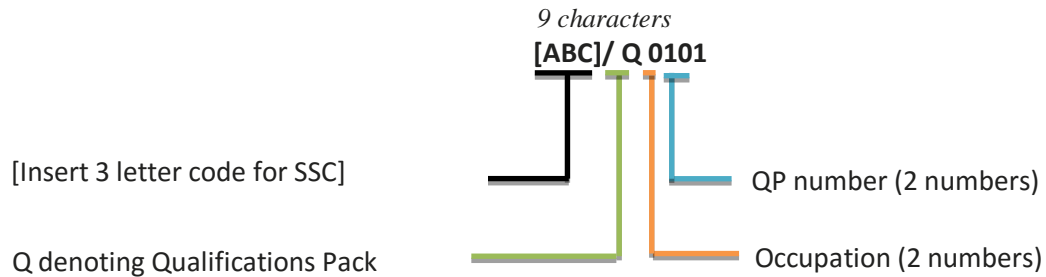 9 characters
[ABC]/ Q 0101
[Insert 3 letter code for SSC]
QP number (2 numbers)
Q denoting Qualifications Pack
Occupation (2 numbers)